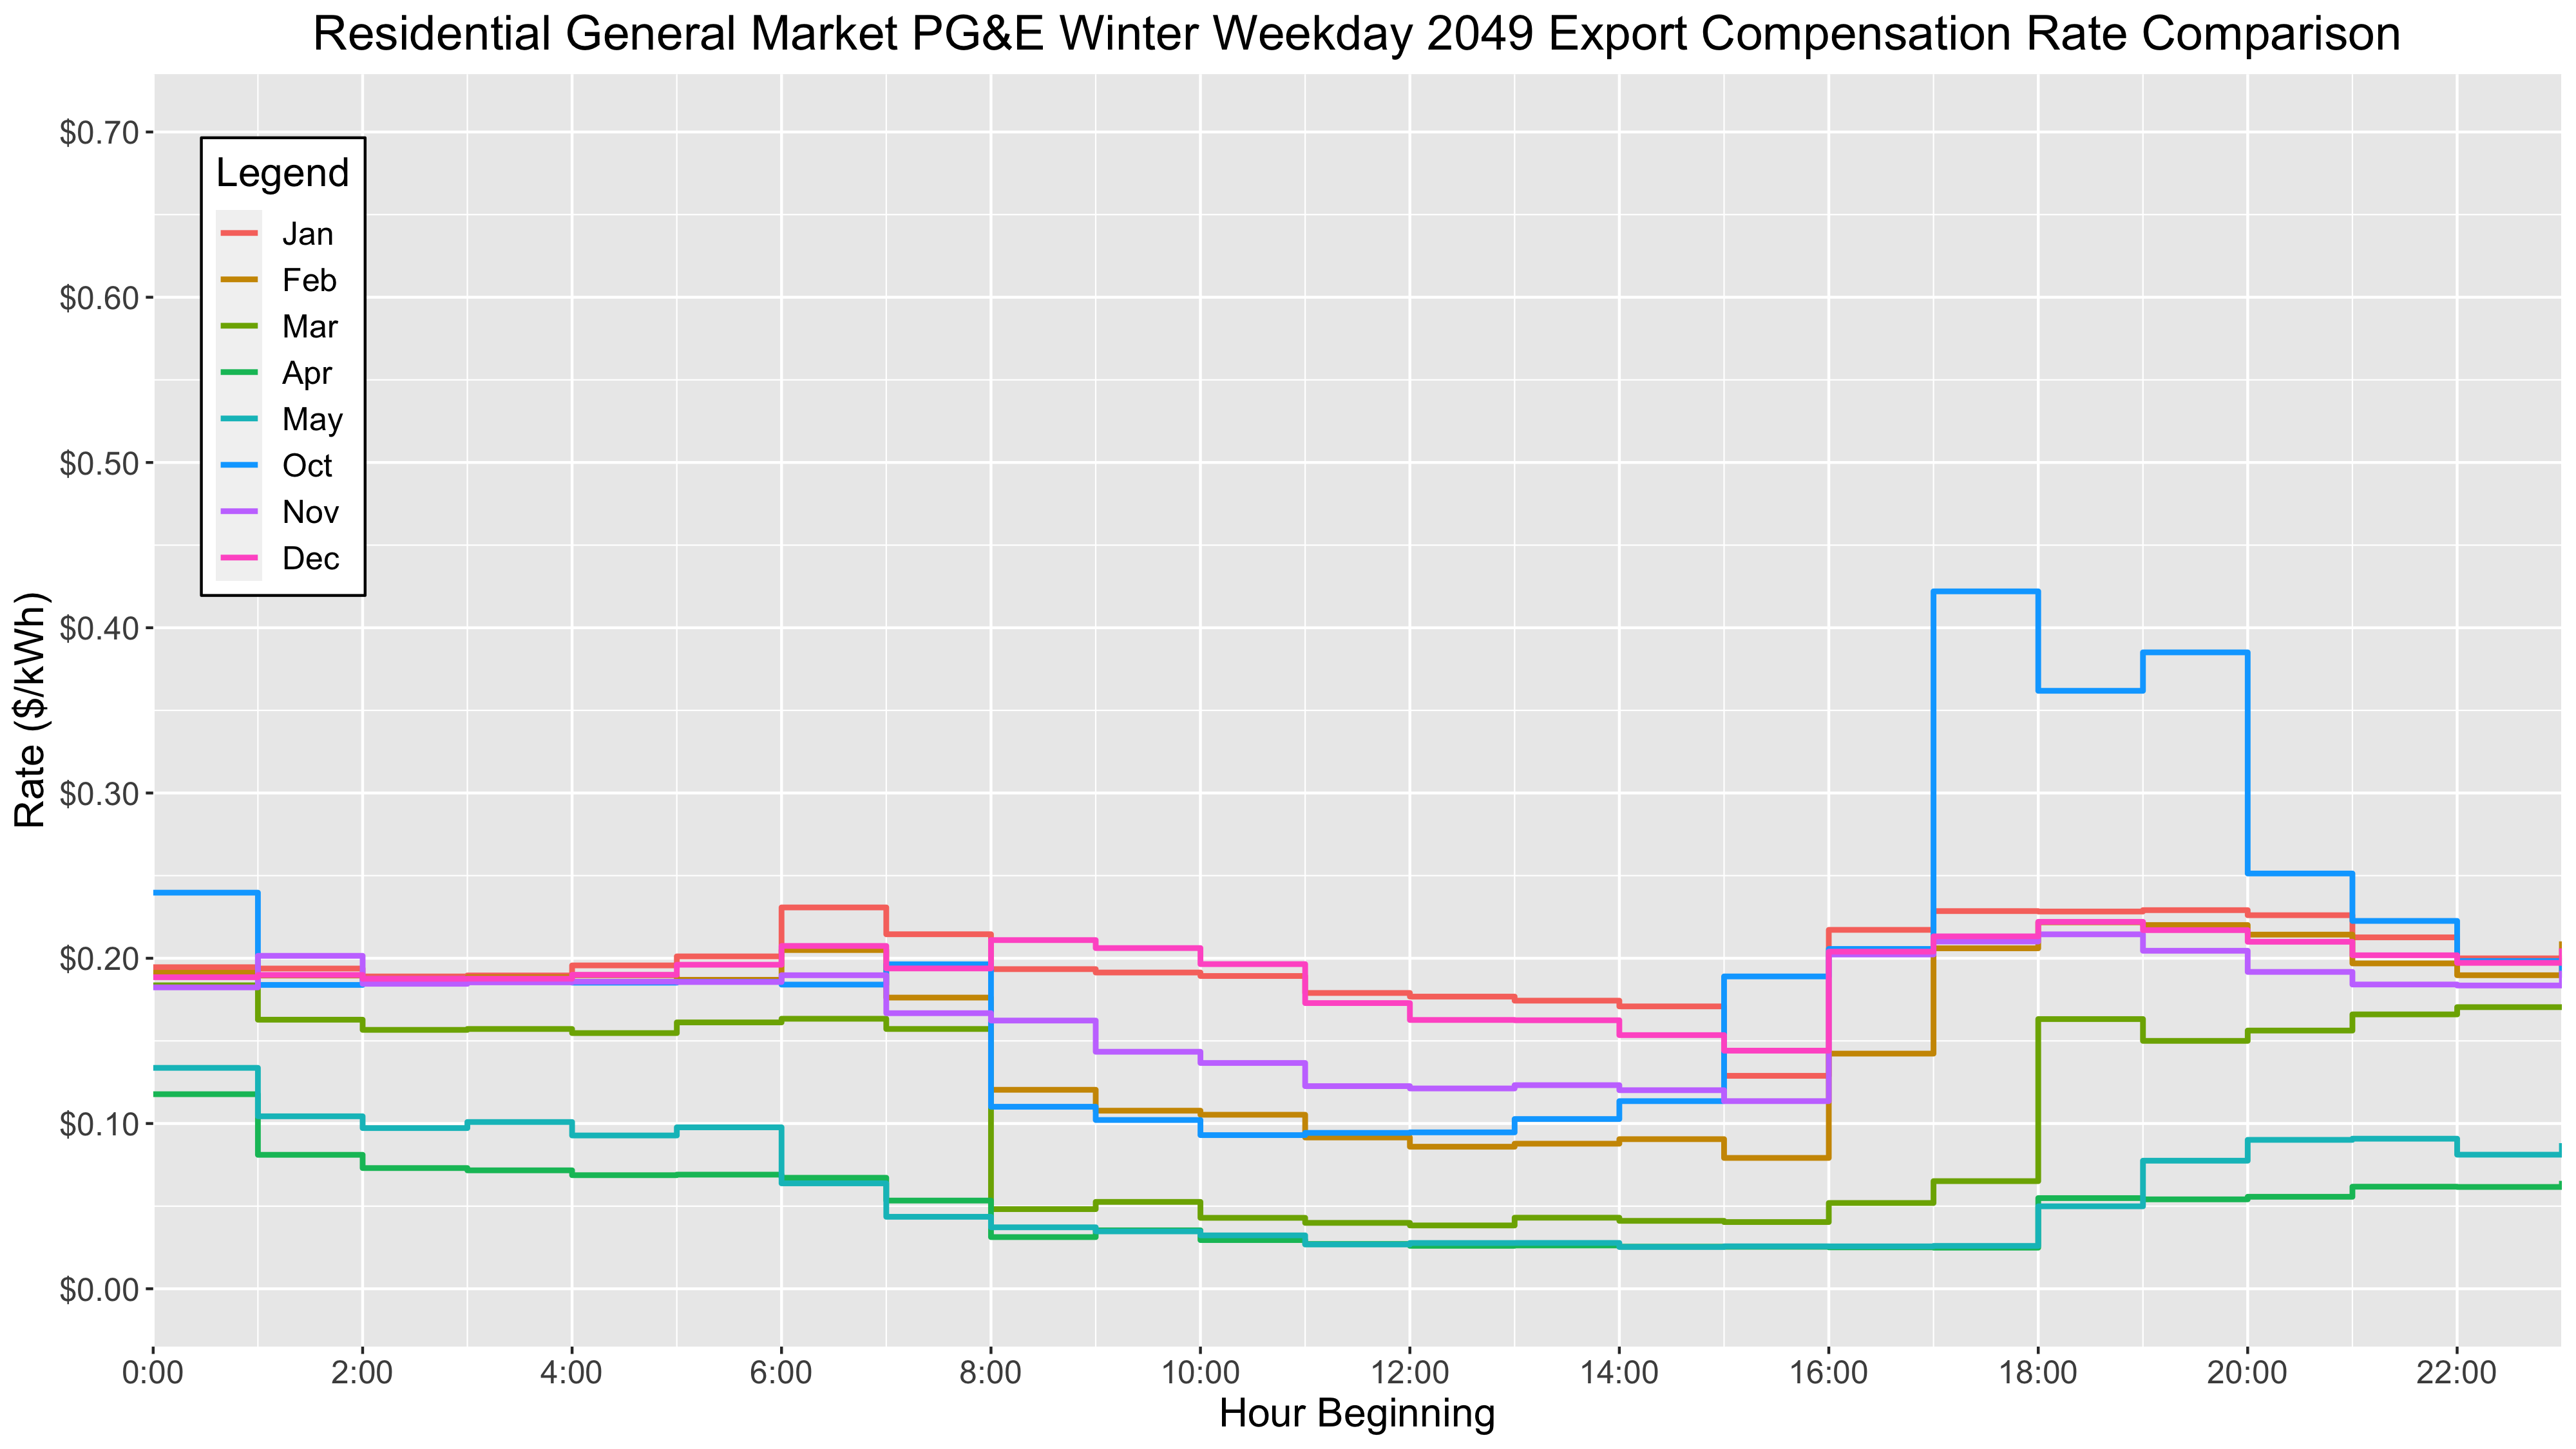 Residential General Market PG&E Winter Weekday 2049 Export Compensation Rate Comparison
$0.70
$0.60
$0.50
$0.40
$0.30
$0.20
$0.10
$0.00
Rate ($/kWh)
Legend
Jan
Feb
Mar
Apr
May
Oct
Nov
Dec
0:00 2:00 4:00 6:00 8:00 10:00 12:00 14:00 16:00 18:00 20:00 22:00
Hour Beginning